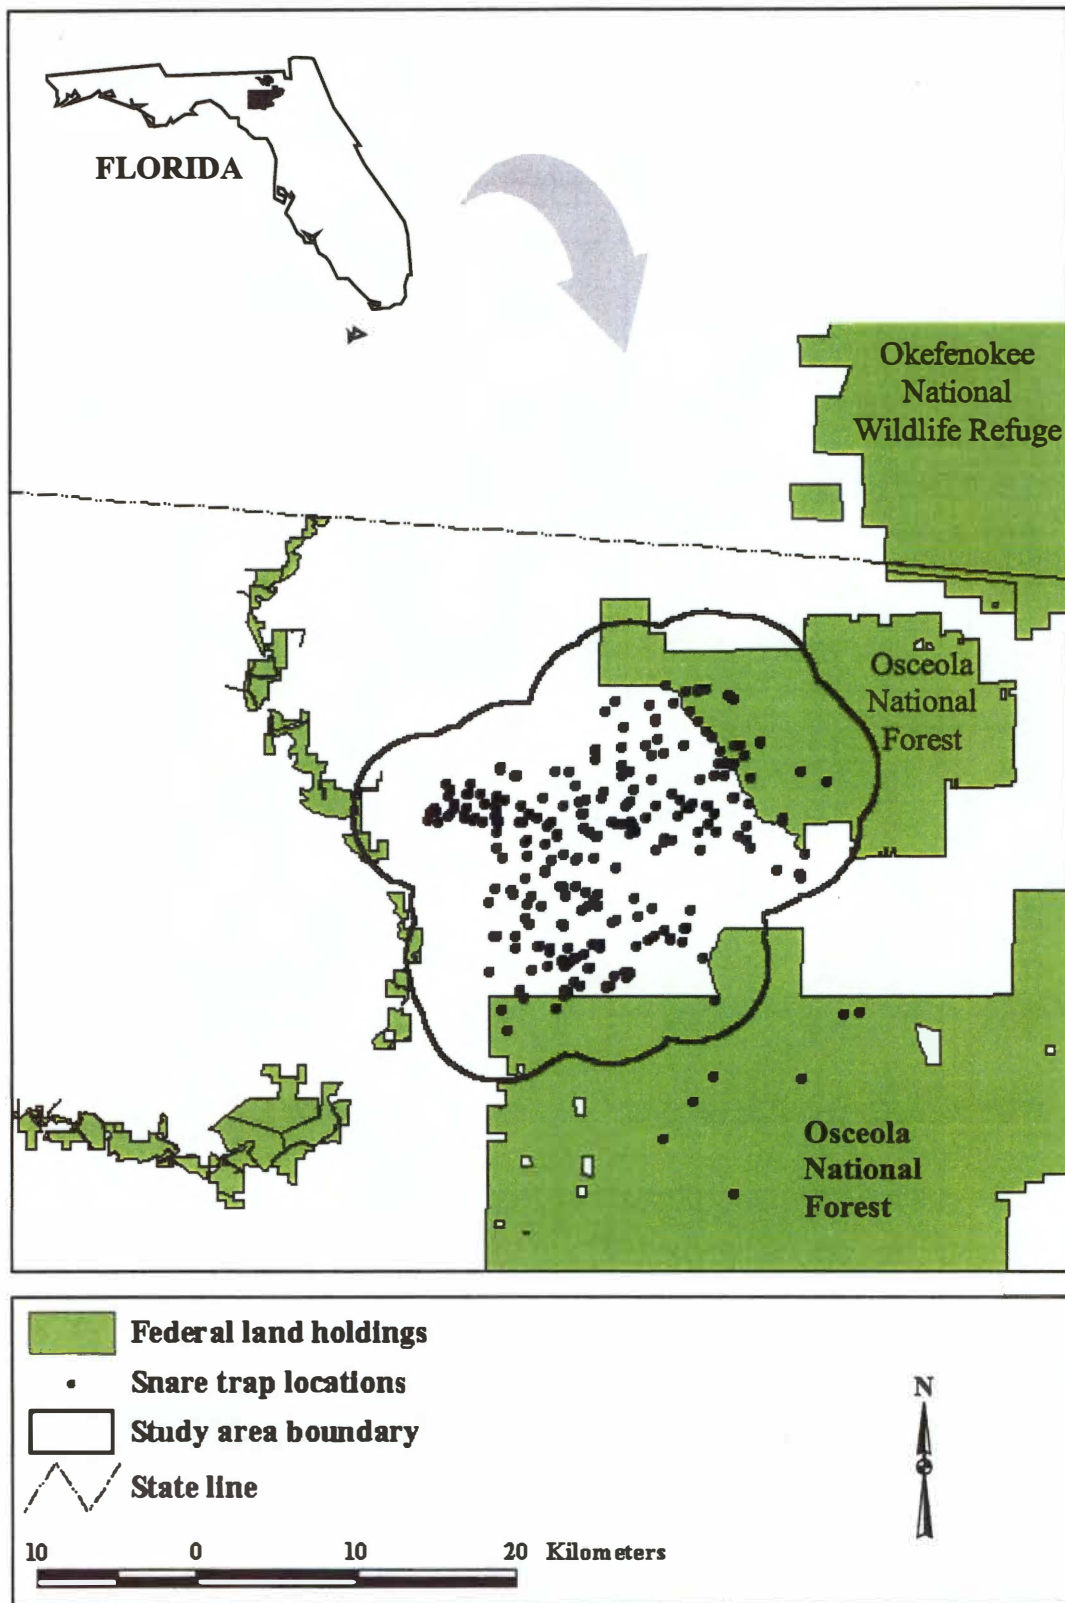 FLORIDA
Okefenokee
National
Wildlife Refuge
Osceola
National
Forest
Osceola
National
Forest
Federal land holdings
Snare trap locations
Study area boundary
State line
N
10 0 10 20 Kilometers